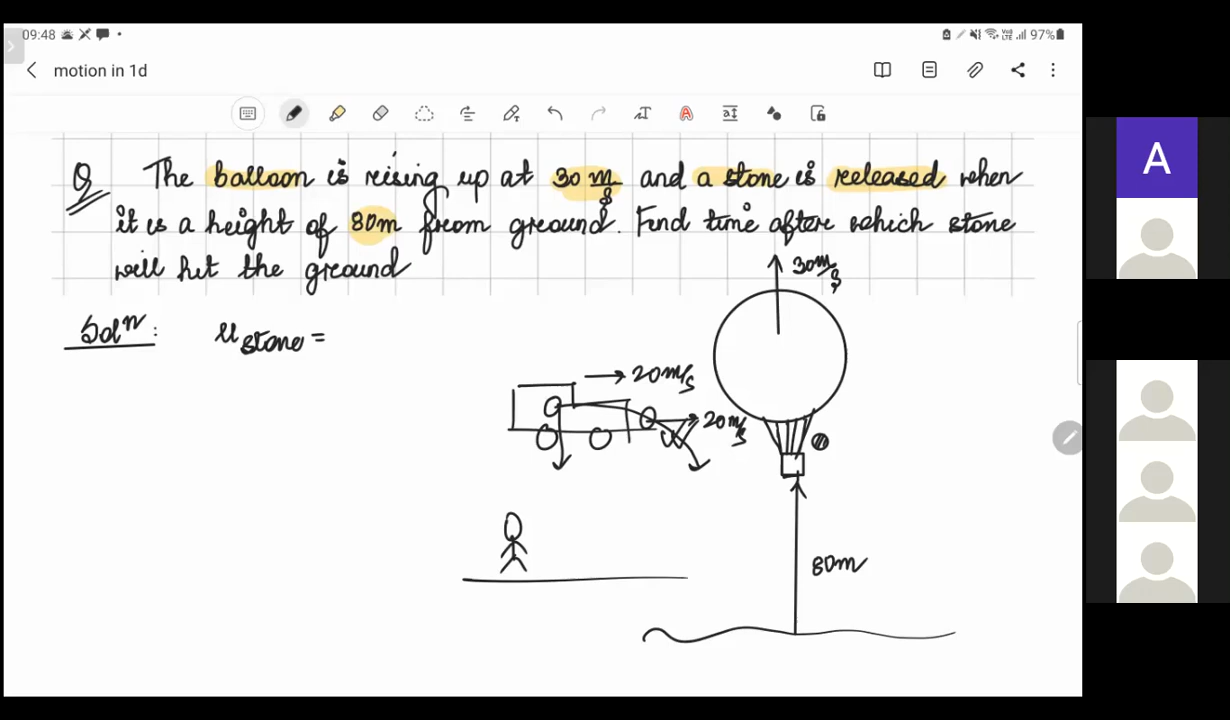 09:48
97%
motion in 1d
A
Q The balloon is rising up at 30 m/s and a stone is released when
it is a height of 80m from ground. Find time after which stone
will hit the ground
30m/s
Solⁿ: u stone =
20m/s
20m/s
80m